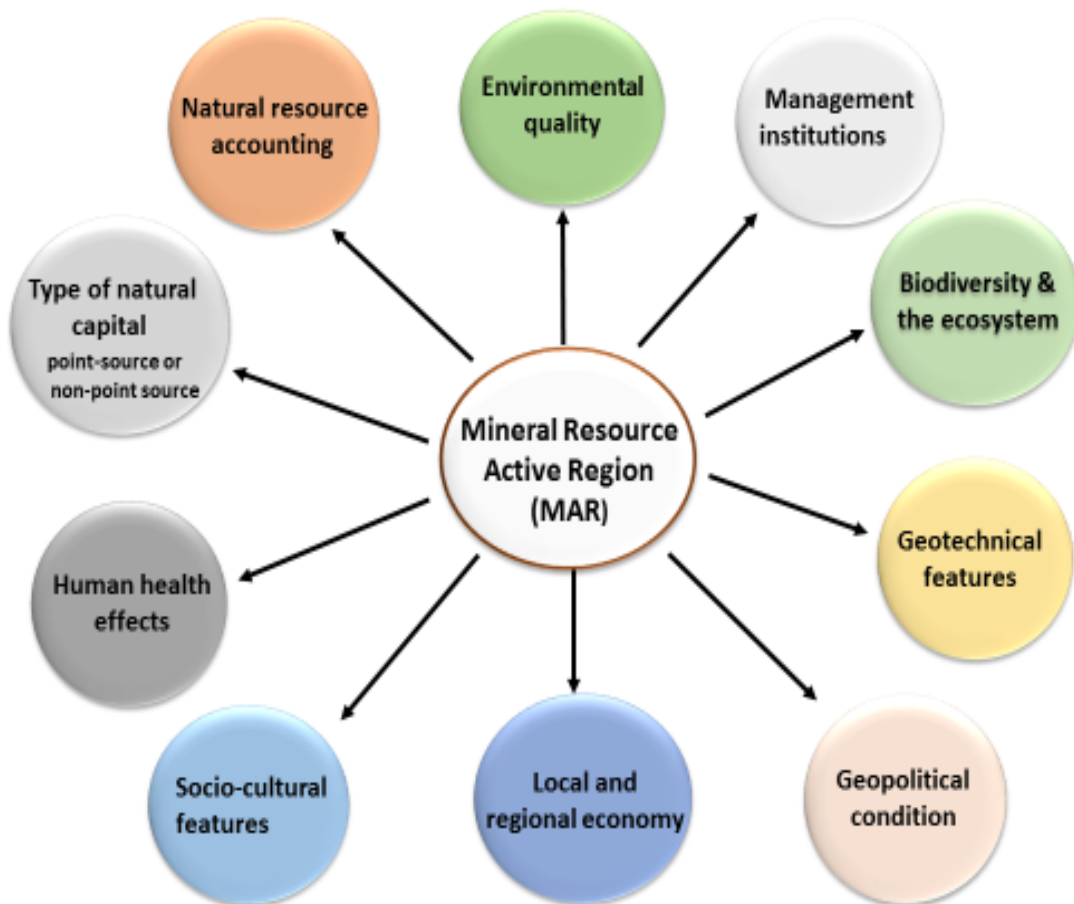 Natural resource
accounting
Environmental
quality
Management
institutions
Type of natural
capital
point-source or
non-point source
Biodiversity &
the ecosystem
Mineral Resource
Active Region
(MAR)
Human health
effects
Geotechnical
features
Socio-cultural
features
Local and
regional economy
Geopolitical
condition